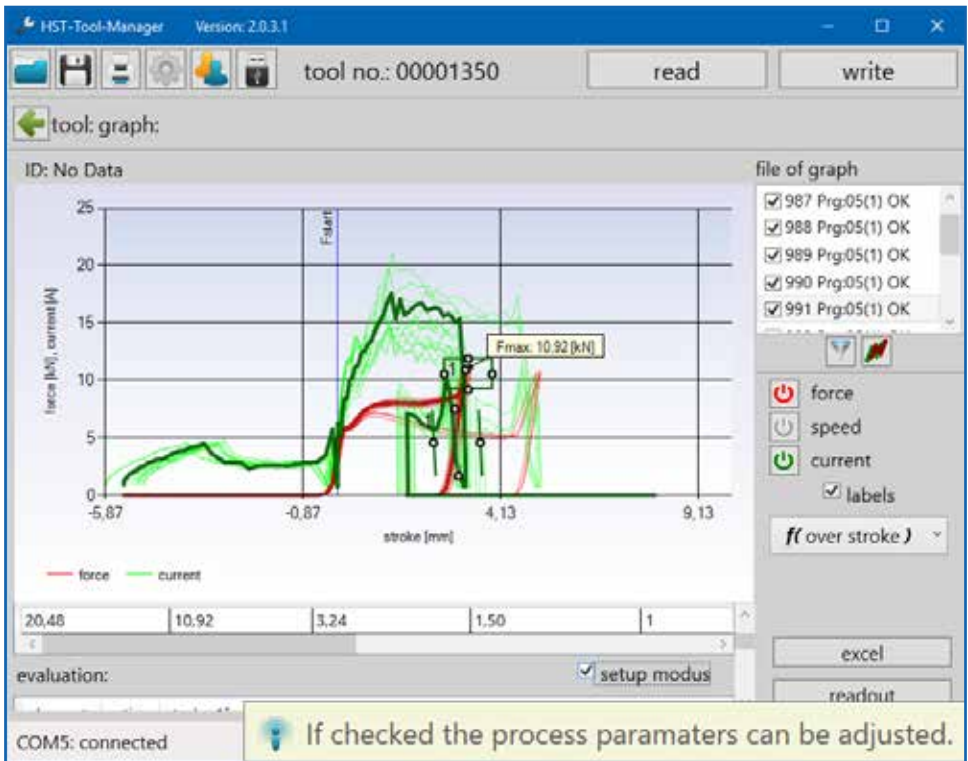 HST-Tool-Manager Version: 2.0.3.1
tool no.: 00001350 read write
tool: graph:
ID: No Data
file of graph
987 Prg:05(1) OK
988 Prg:05(1) OK
989 Prg:05(1) OK
990 Prg:05(1) OK
991 Prg:05(1) OK
force
speed
current
labels
f( over stroke )
excel
readout
25
20
15
10
5
0
force [kN], current [A]
Fstart
Fmax: 10.92 [kN]
1
-5,87 -0,87 4,13 9,13
stroke [mm]
force current
20,48 10,92 3,24 1,50 1
evaluation: setup modus
COM5: connected
If checked the process paramaters can be adjusted.